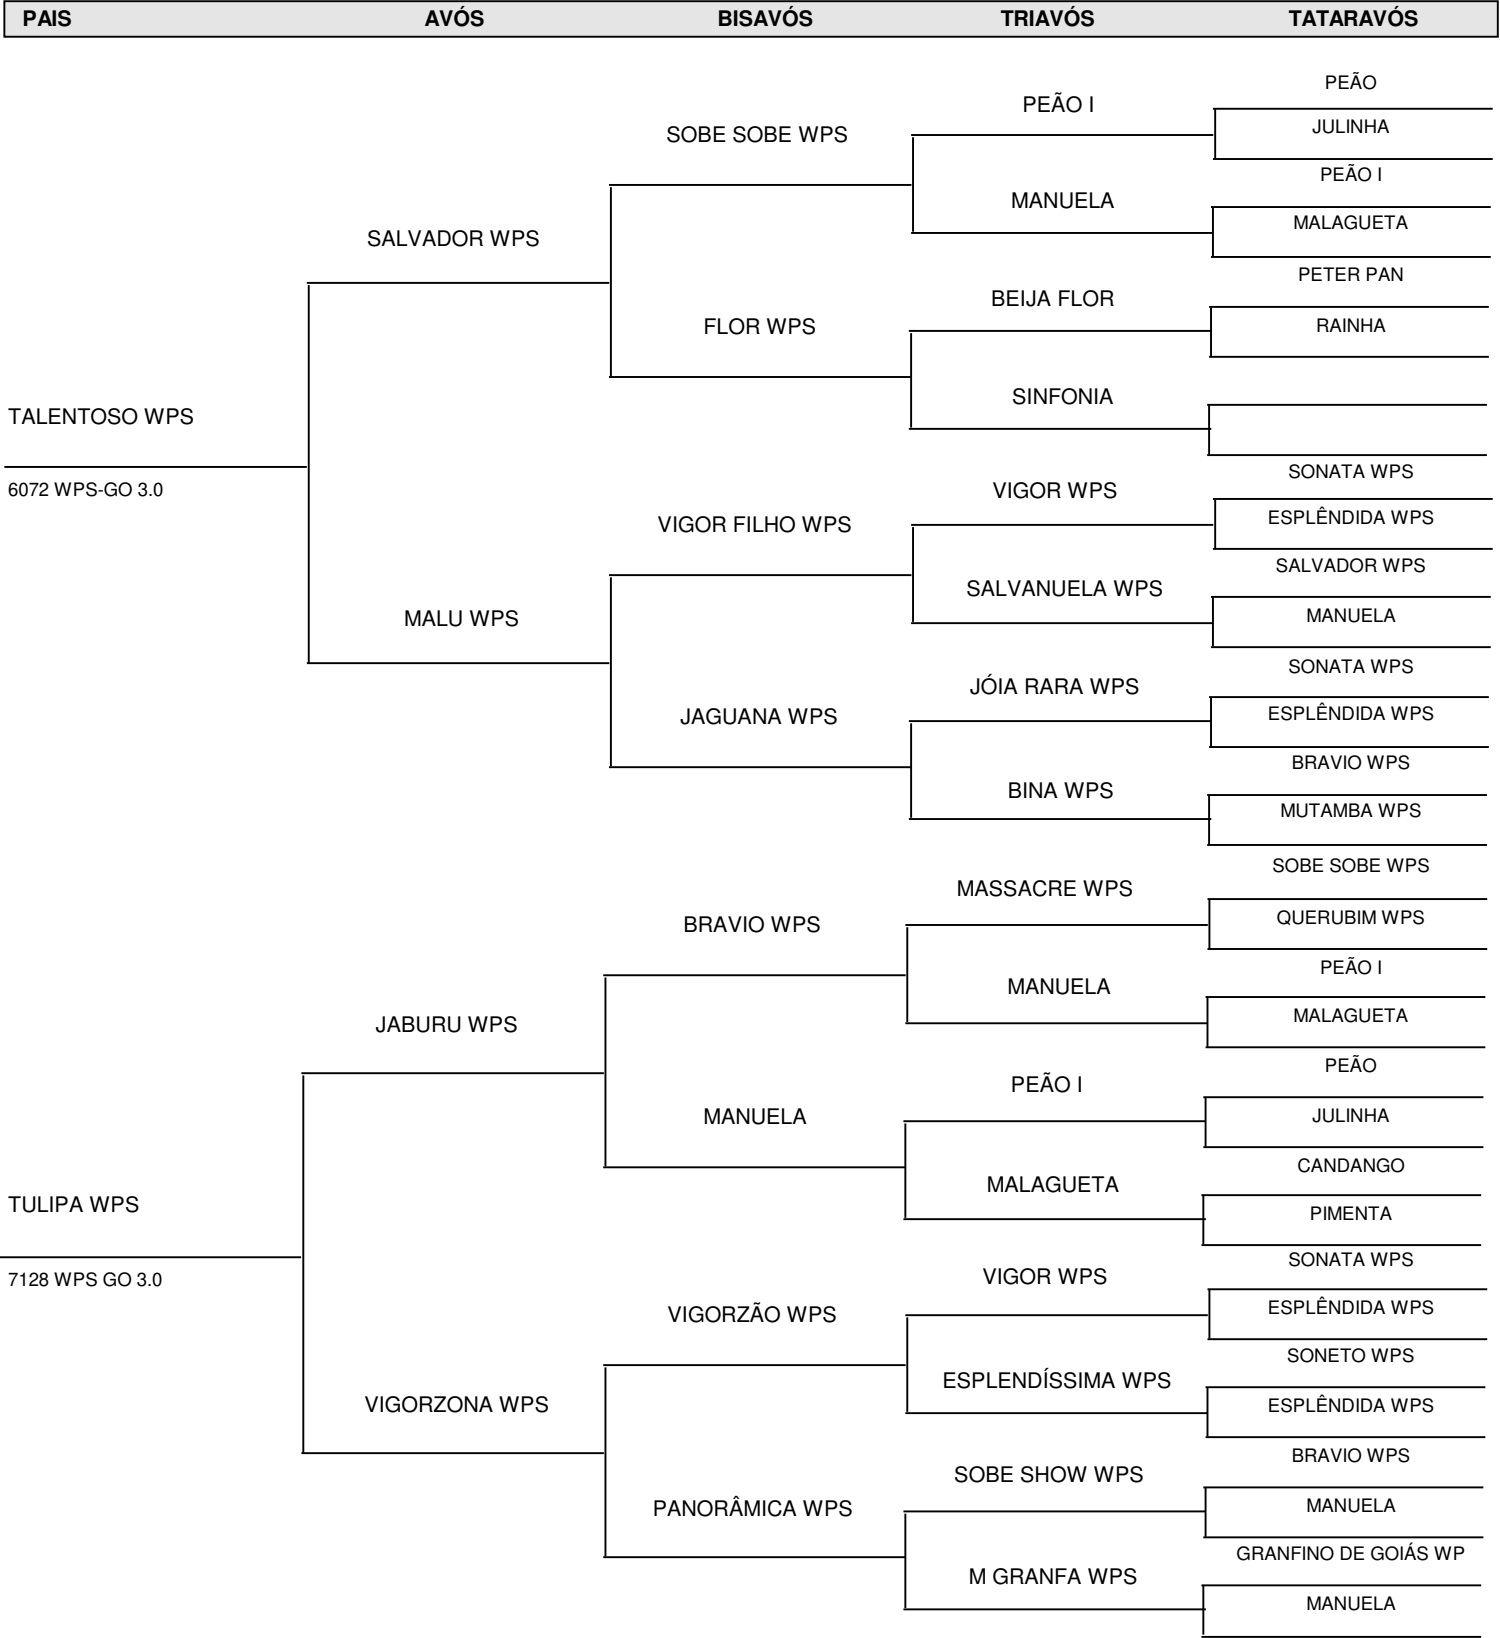 PAIS AVÓS BISAVÓS TRIAVÓS TATARAVÓS
PEÃO
PEÃO I
JULINHA
SOBE SOBE WPS
PEÃO I
MANUELA
MALAGUETA
SALVADOR WPS
PETER PAN
BEIJA FLOR
FLOR WPS
RAINHA
SINFONIA
TALENTOSO WPS
SONATA WPS
6072 WPS-GO 3.0
VIGOR WPS
ESPLÊNDIDA WPS
VIGOR FILHO WPS
SALVADOR WPS
SALVANUELA WPS
MANUELA
MALU WPS
SONATA WPS
JÓIA RARA WPS
ESPLÊNDIDA WPS
JAGUANA WPS
BRAVIO WPS
BINA WPS
MUTAMBA WPS
SOBE SOBE WPS
MASSACRE WPS
QUERUBIM WPS
BRAVIO WPS
PEÃO I
MANUELA
MALAGUETA
JABURU WPS
PEÃO
PEÃO I
JULINHA
MANUELA
CANDANGO
MALAGUETA
TULIPA WPS
PIMENTA
SONATA WPS
VIGOR WPS
7128 WPS GO 3.0
ESPLÊNDIDA WPS
VIGORZÃO WPS
SONETO WPS
ESPLENDÍSSIMA WPS
VIGORZONA WPS
ESPLÊNDIDA WPS
BRAVIO WPS
SOBE SHOW WPS
MANUELA
PANORÂMICA WPS
GRANFINO DE GOIÁS WP
M GRANFA WPS
MANUELA